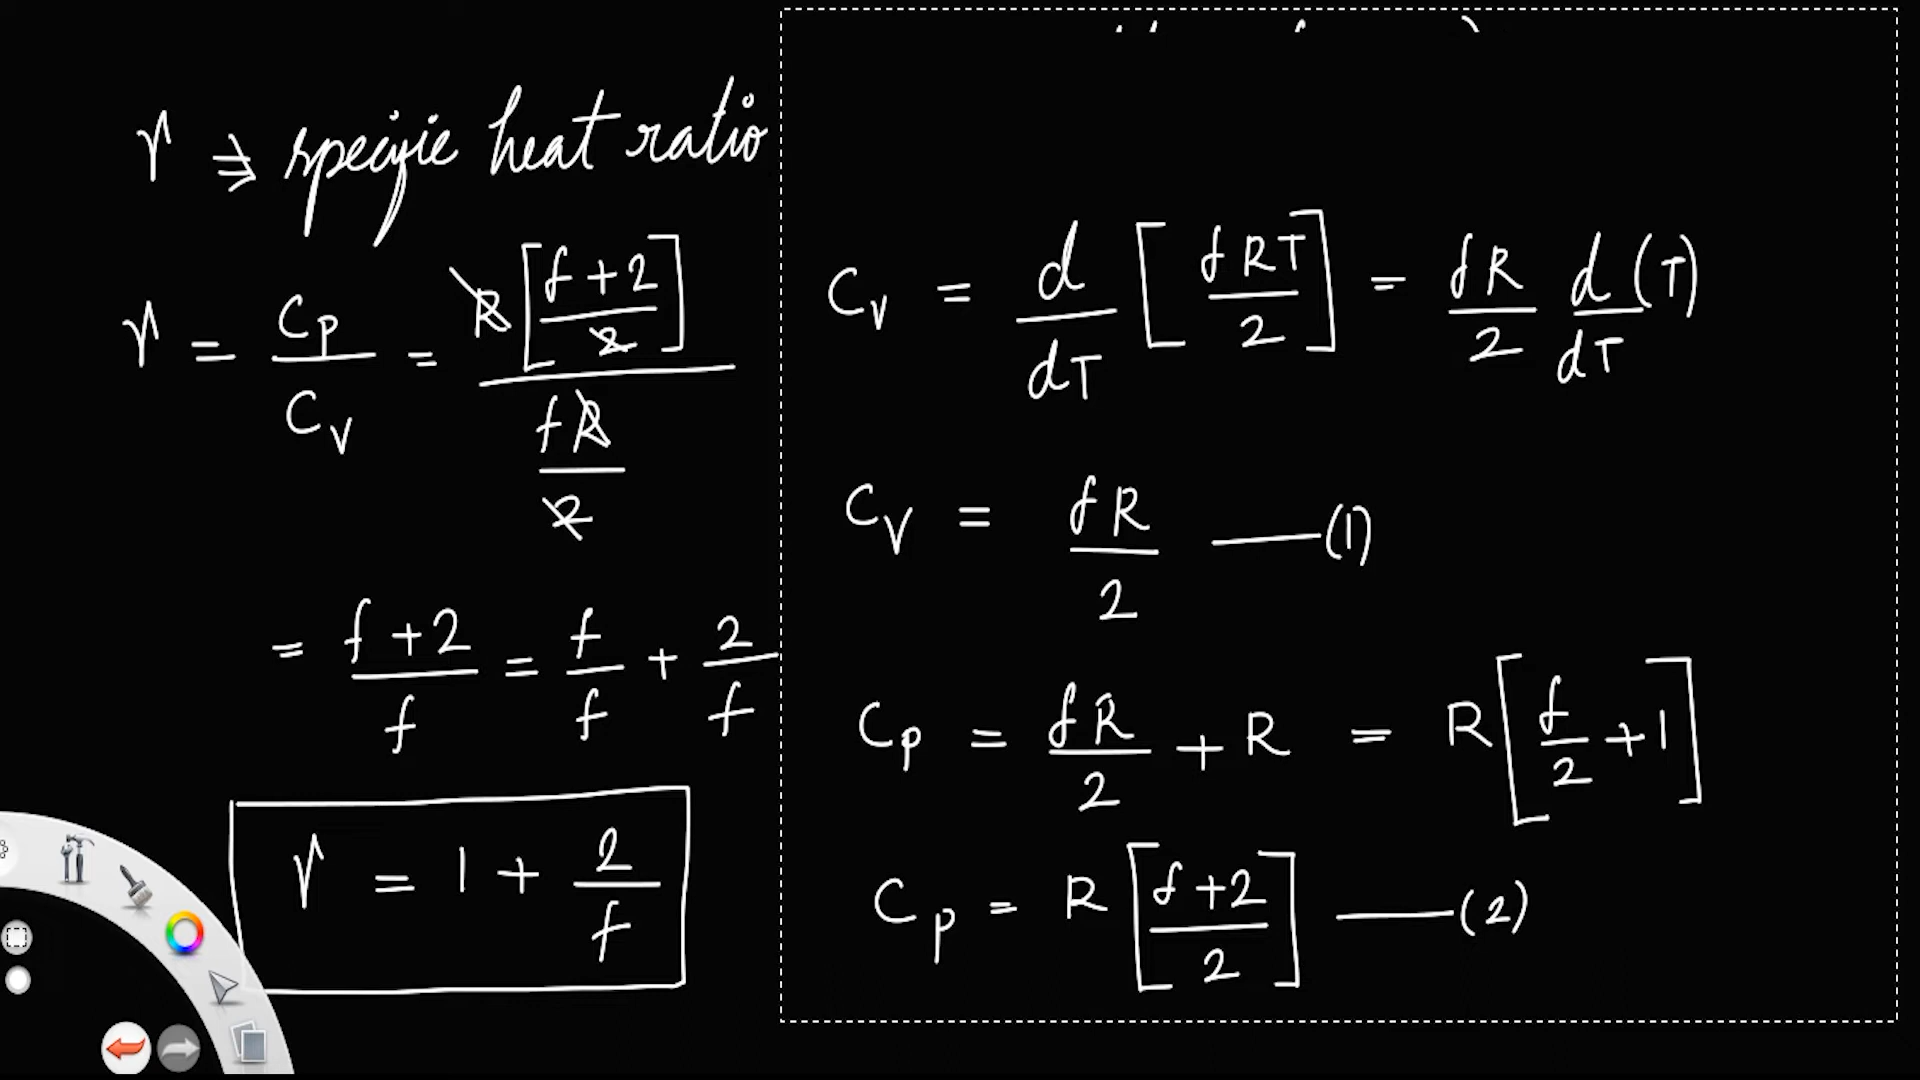 γ ⇒ specific heat ratio
γ = Cp / Cv = R [ (f + 2) / 2 ] / ( fR / 2 )
= (f + 2) / f = f / f + 2 / f
γ = 1 + 2 / f
Cv = d/dT [ fRT / 2 ] = fR / 2 d/dT (T)
Cv = fR / 2 —— (1)
Cp = fR / 2 + R = R [ f / 2 + 1 ]
Cp = R [ (f + 2) / 2 ] —— (2)